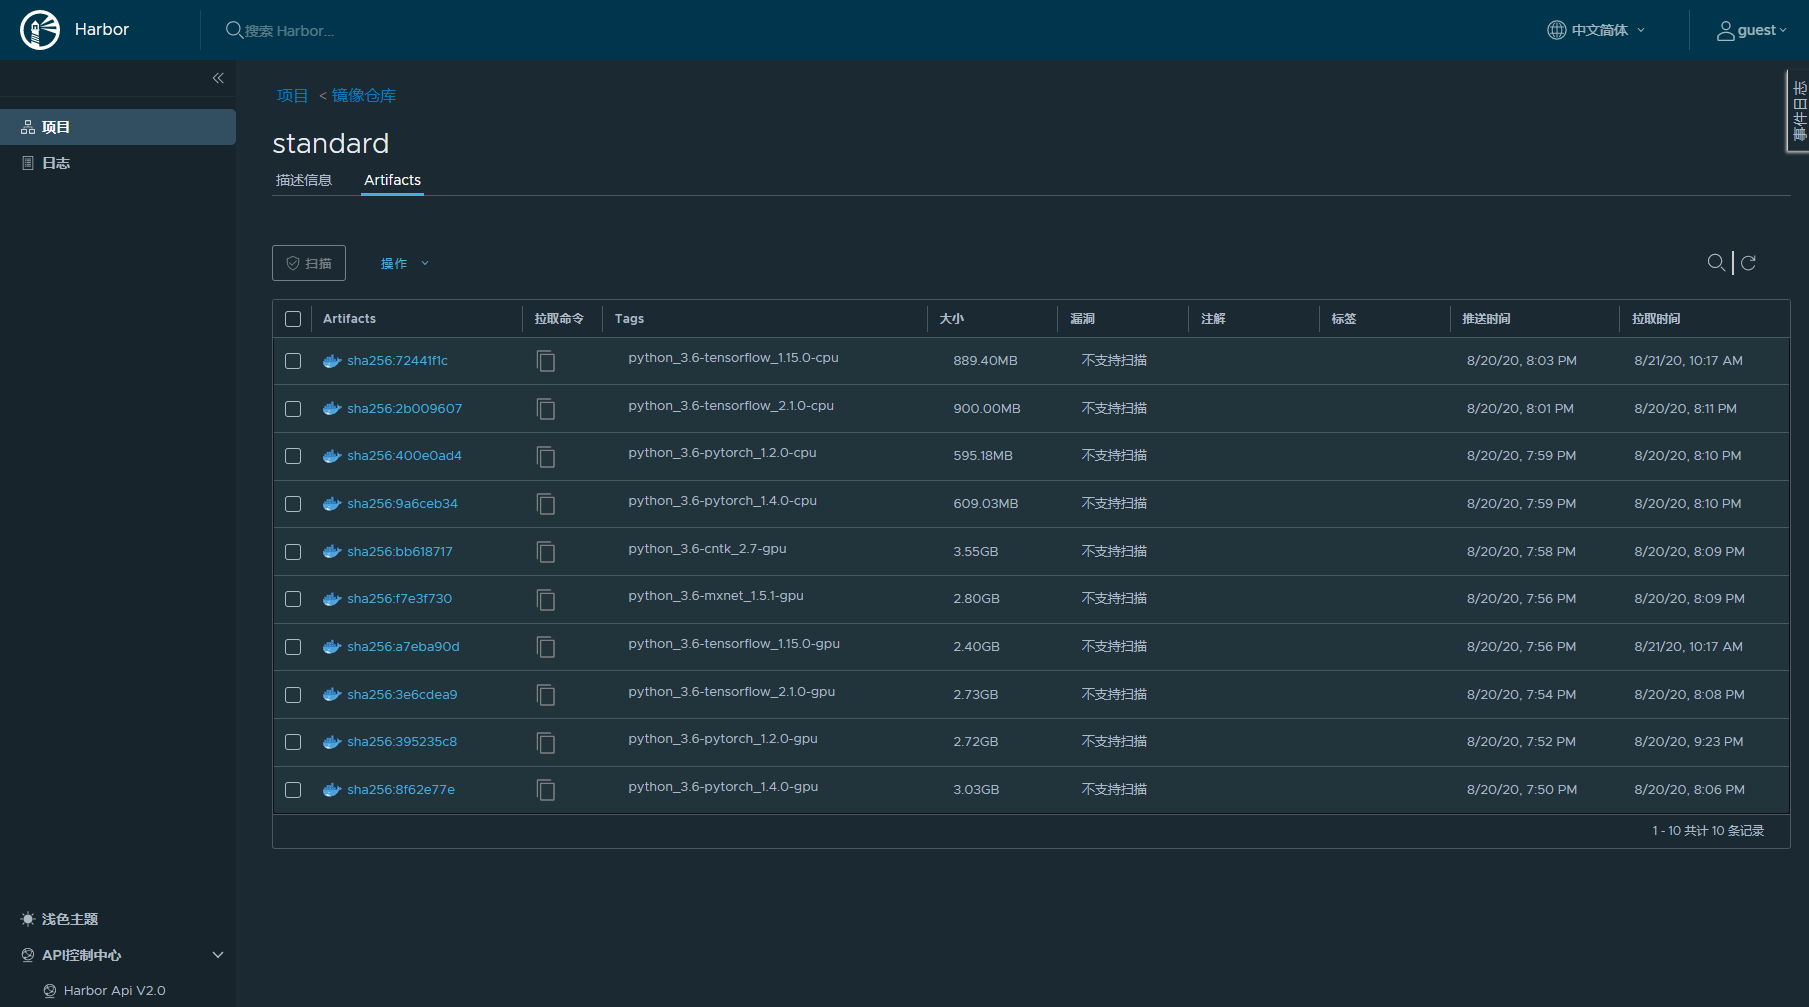 Harbor
搜索 Harbor...
中文简体
guest
事件日志
项目
日志
项目 < 镜像仓库
standard
描述信息 Artifacts
扫描 操作
Artifacts 拉取命令 Tags 大小 漏洞 注解 标签 推送时间 拉取时间
sha256:72441f1c python_3.6-tensorflow_1.15.0-cpu 889.40MB 不支持扫描 8/20/20, 8:03 PM 8/21/20, 10:17 AM
sha256:2b009607 python_3.6-tensorflow_2.1.0-cpu 900.00MB 不支持扫描 8/20/20, 8:01 PM 8/20/20, 8:11 PM
sha256:400e0ad4 python_3.6-pytorch_1.2.0-cpu 595.18MB 不支持扫描 8/20/20, 7:59 PM 8/20/20, 8:10 PM
sha256:9a6ceb34 python_3.6-pytorch_1.4.0-cpu 609.03MB 不支持扫描 8/20/20, 7:59 PM 8/20/20, 8:10 PM
sha256:bb618717 python_3.6-cntk_2.7-gpu 3.55GB 不支持扫描 8/20/20, 7:58 PM 8/20/20, 8:09 PM
sha256:f7e3f730 python_3.6-mxnet_1.5.1-gpu 2.80GB 不支持扫描 8/20/20, 7:56 PM 8/20/20, 8:09 PM
sha256:a7eba90d python_3.6-tensorflow_1.15.0-gpu 2.40GB 不支持扫描 8/20/20, 7:56 PM 8/21/20, 10:17 AM
sha256:3e6cdea9 python_3.6-tensorflow_2.1.0-gpu 2.73GB 不支持扫描 8/20/20, 7:54 PM 8/20/20, 8:08 PM
sha256:395235c8 python_3.6-pytorch_1.2.0-gpu 2.72GB 不支持扫描 8/20/20, 7:52 PM 8/20/20, 9:23 PM
sha256:8f62e77e python_3.6-pytorch_1.4.0-gpu 3.03GB 不支持扫描 8/20/20, 7:50 PM 8/20/20, 8:06 PM
1 - 10 共计 10 条记录
浅色主题
API控制中心
Harbor Api V2.0